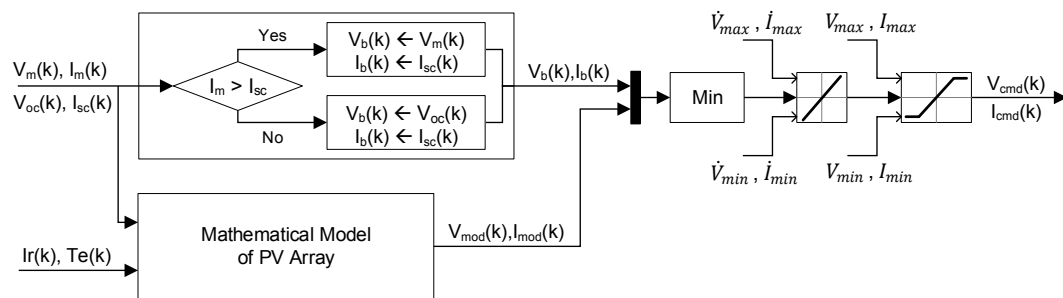 V̇max , İmax
Vmax , Imax
Yes
Vb(k) ← Vm(k)
Ib(k) ← Isc(k)
Vm(k), Im(k)
Voc(k), Isc(k)
Im > Isc
No
Vb(k) ← Voc(k)
Ib(k) ← Isc(k)
Vb(k),Ib(k)
Min
Vcmd(k)
Icmd(k)
V̇min , İmin
Vmin , Imin
Mathematical Model
of PV Array
Vmod(k),Imod(k)
Ir(k), Te(k)